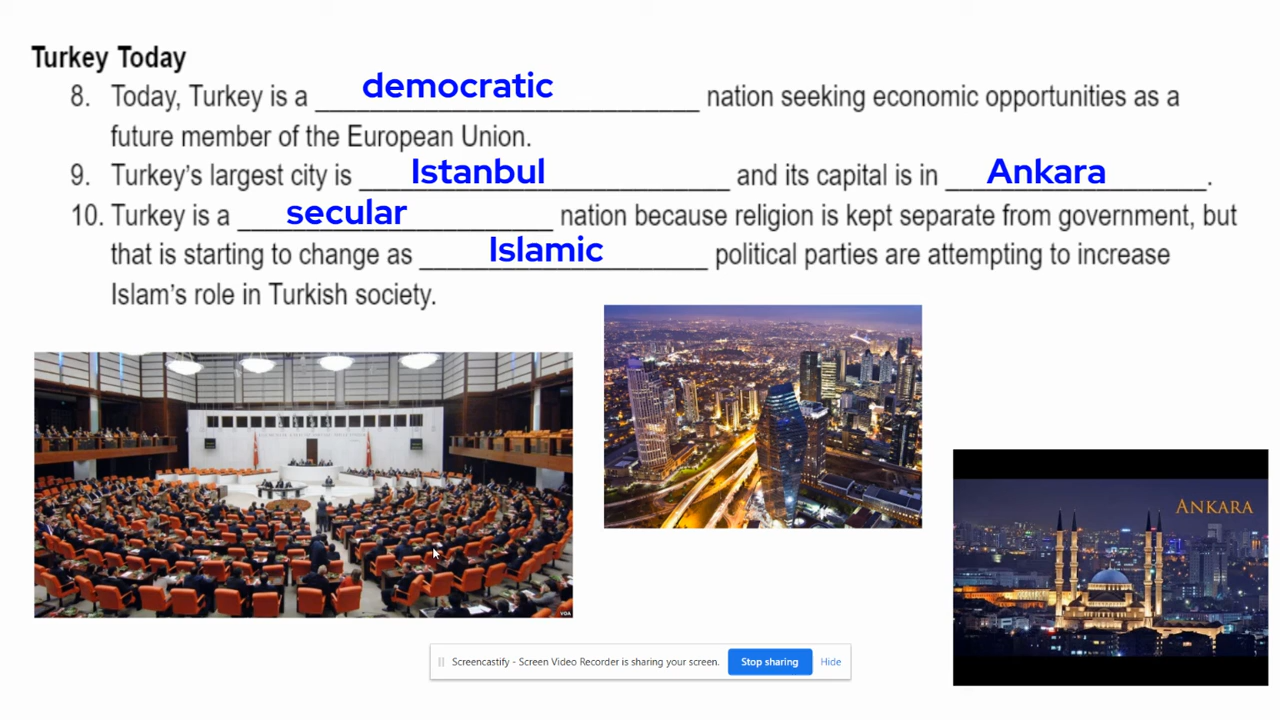 Turkey Today
8. Today, Turkey is a democratic nation seeking economic opportunities as a
future member of the European Union.
9. Turkey's largest city is Istanbul and its capital is in Ankara.
10. Turkey is a secular nation because religion is kept separate from government, but
that is starting to change as Islamic political parties are attempting to increase
Islam's role in Turkish society.
ANKARA
VOA
Screencastify - Screen Video Recorder is sharing your screen. Stop sharing Hide